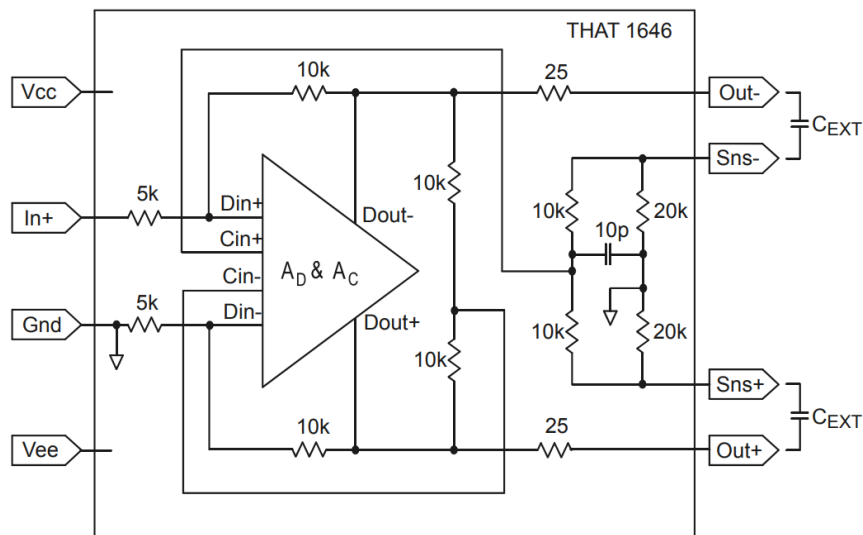 THAT 1646
Vcc
10k
25
Out-
CEXT
Sns-
5k
In+
Din+
Dout-
10k
10k
20k
10p
Cin+
Cin-
AD & AC
5k
Gnd
Din-
Dout+
10k
10k
20k
Sns+
CEXT
10k
25
Vee
Out+